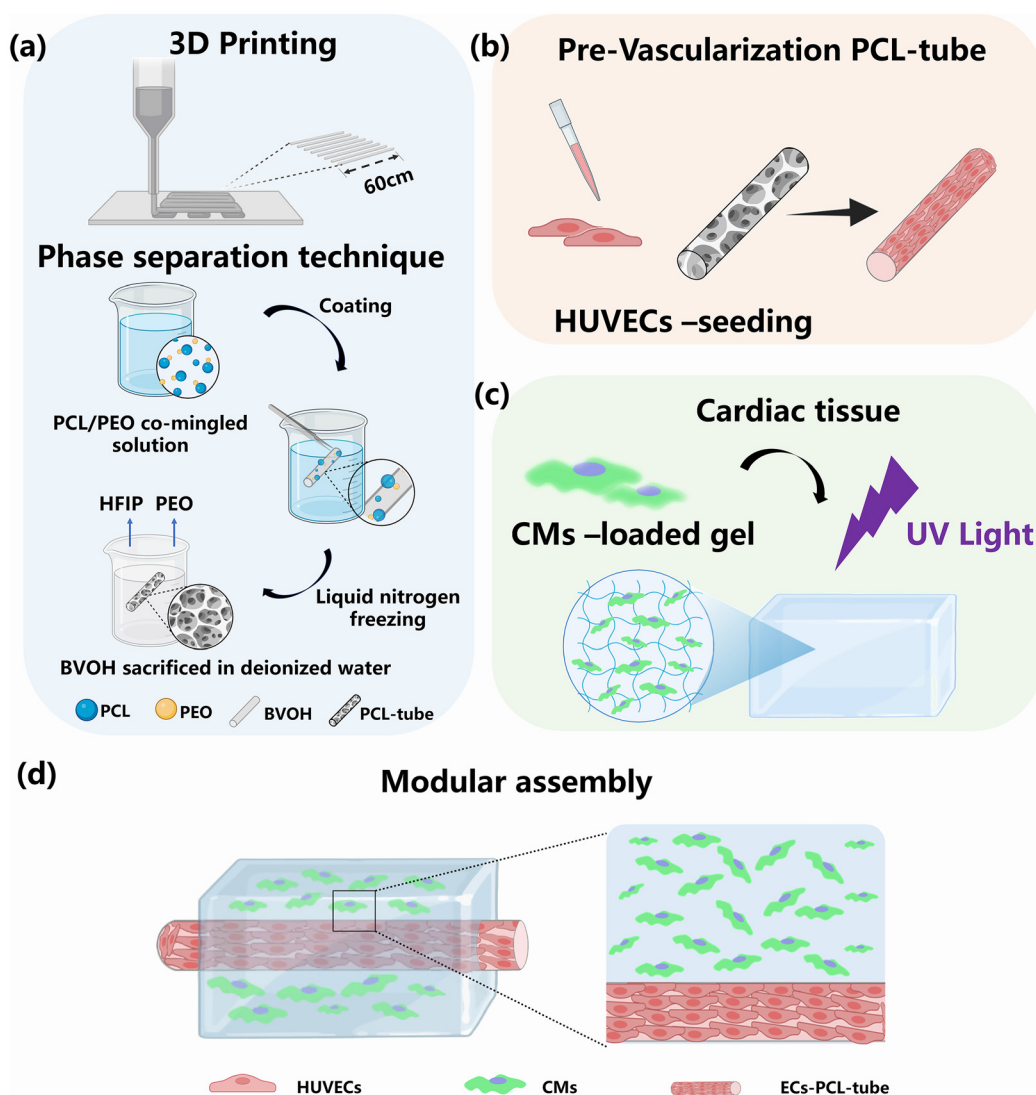 (a)
3D Printing
60cm
Phase separation technique
Coating
PCL/PEO co-mingled
solution
HFIP PEO
Liquid nitrogen
freezing
BVOH sacrificed in deionized water
PCL
PEO
BVOH
PCL-tube
(b)
Pre-Vascularization PCL-tube
HUVECs –seeding
(c)
Cardiac tissue
CMs –loaded gel
UV Light
(d)
Modular assembly
HUVECs
CMs
ECs-PCL-tube